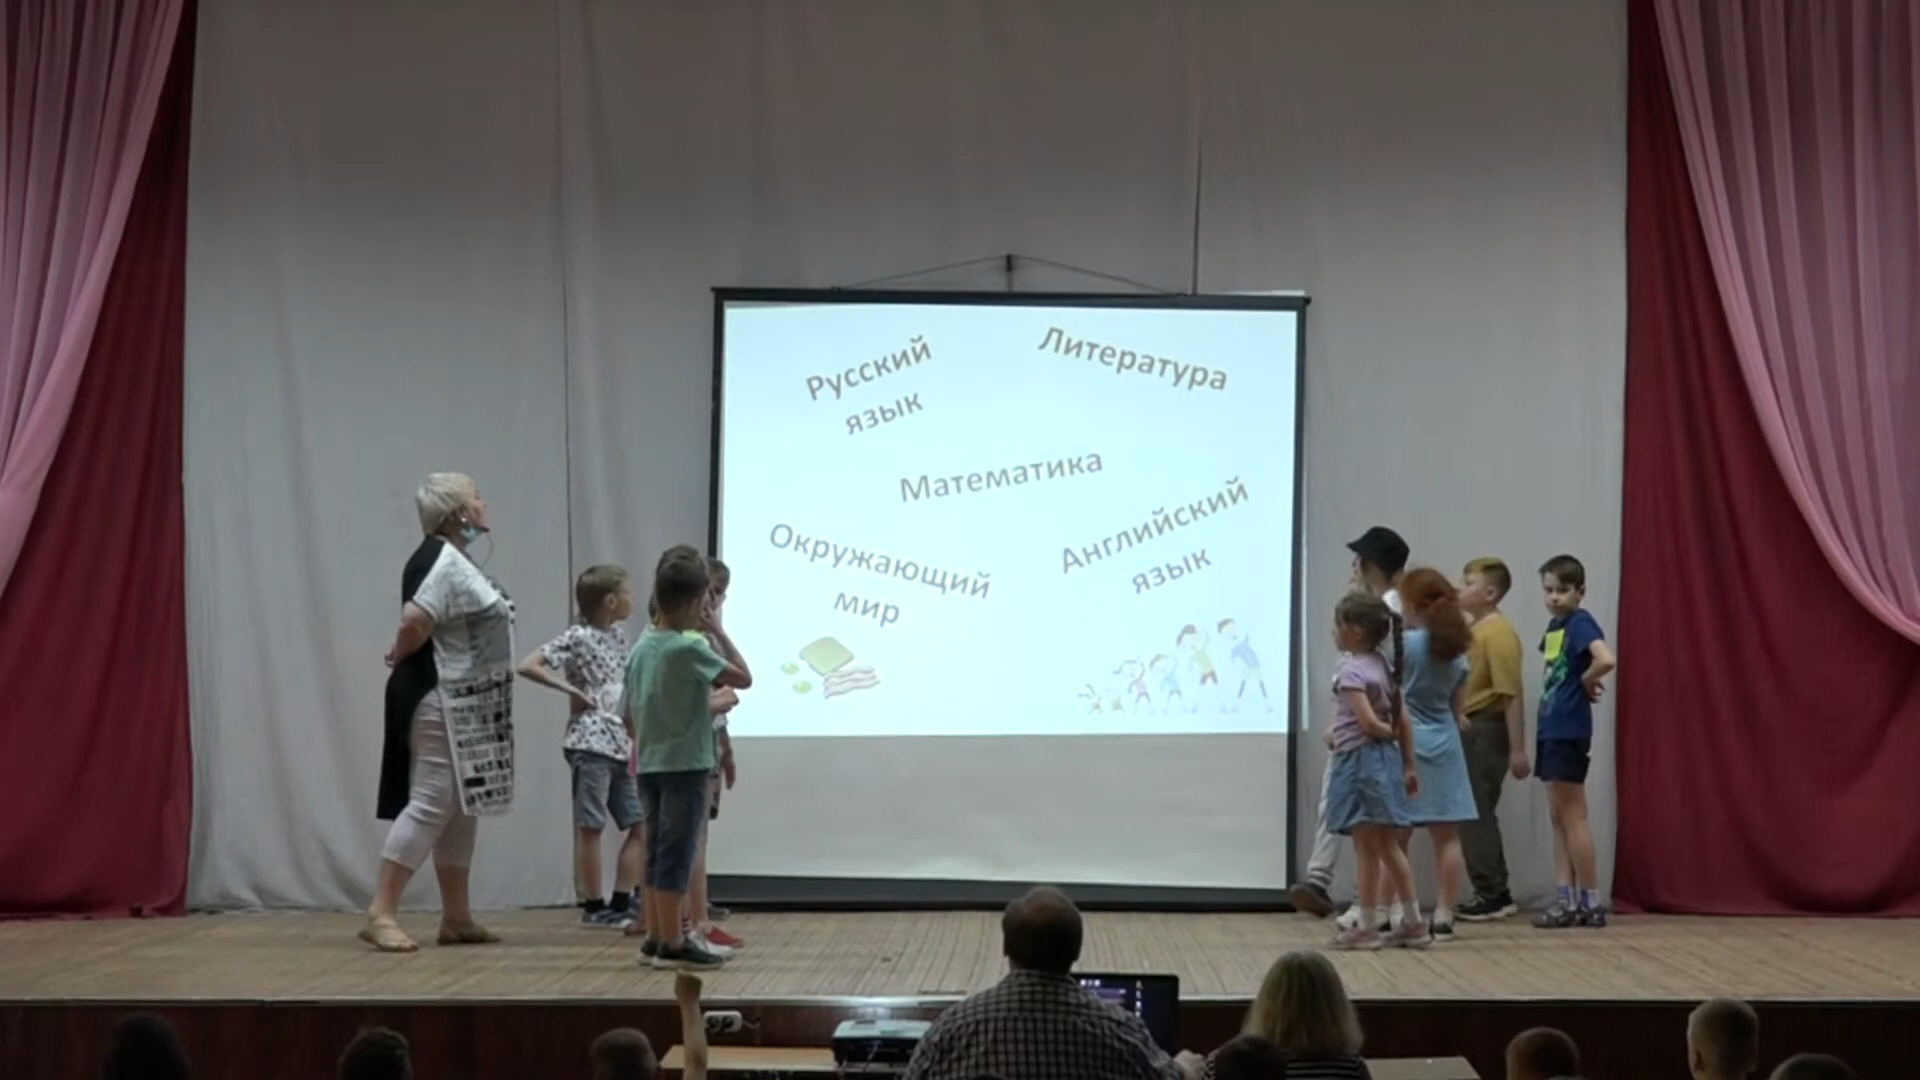 Русский
язык
Литература
Математика
Окружающий
мир
Английский
язык